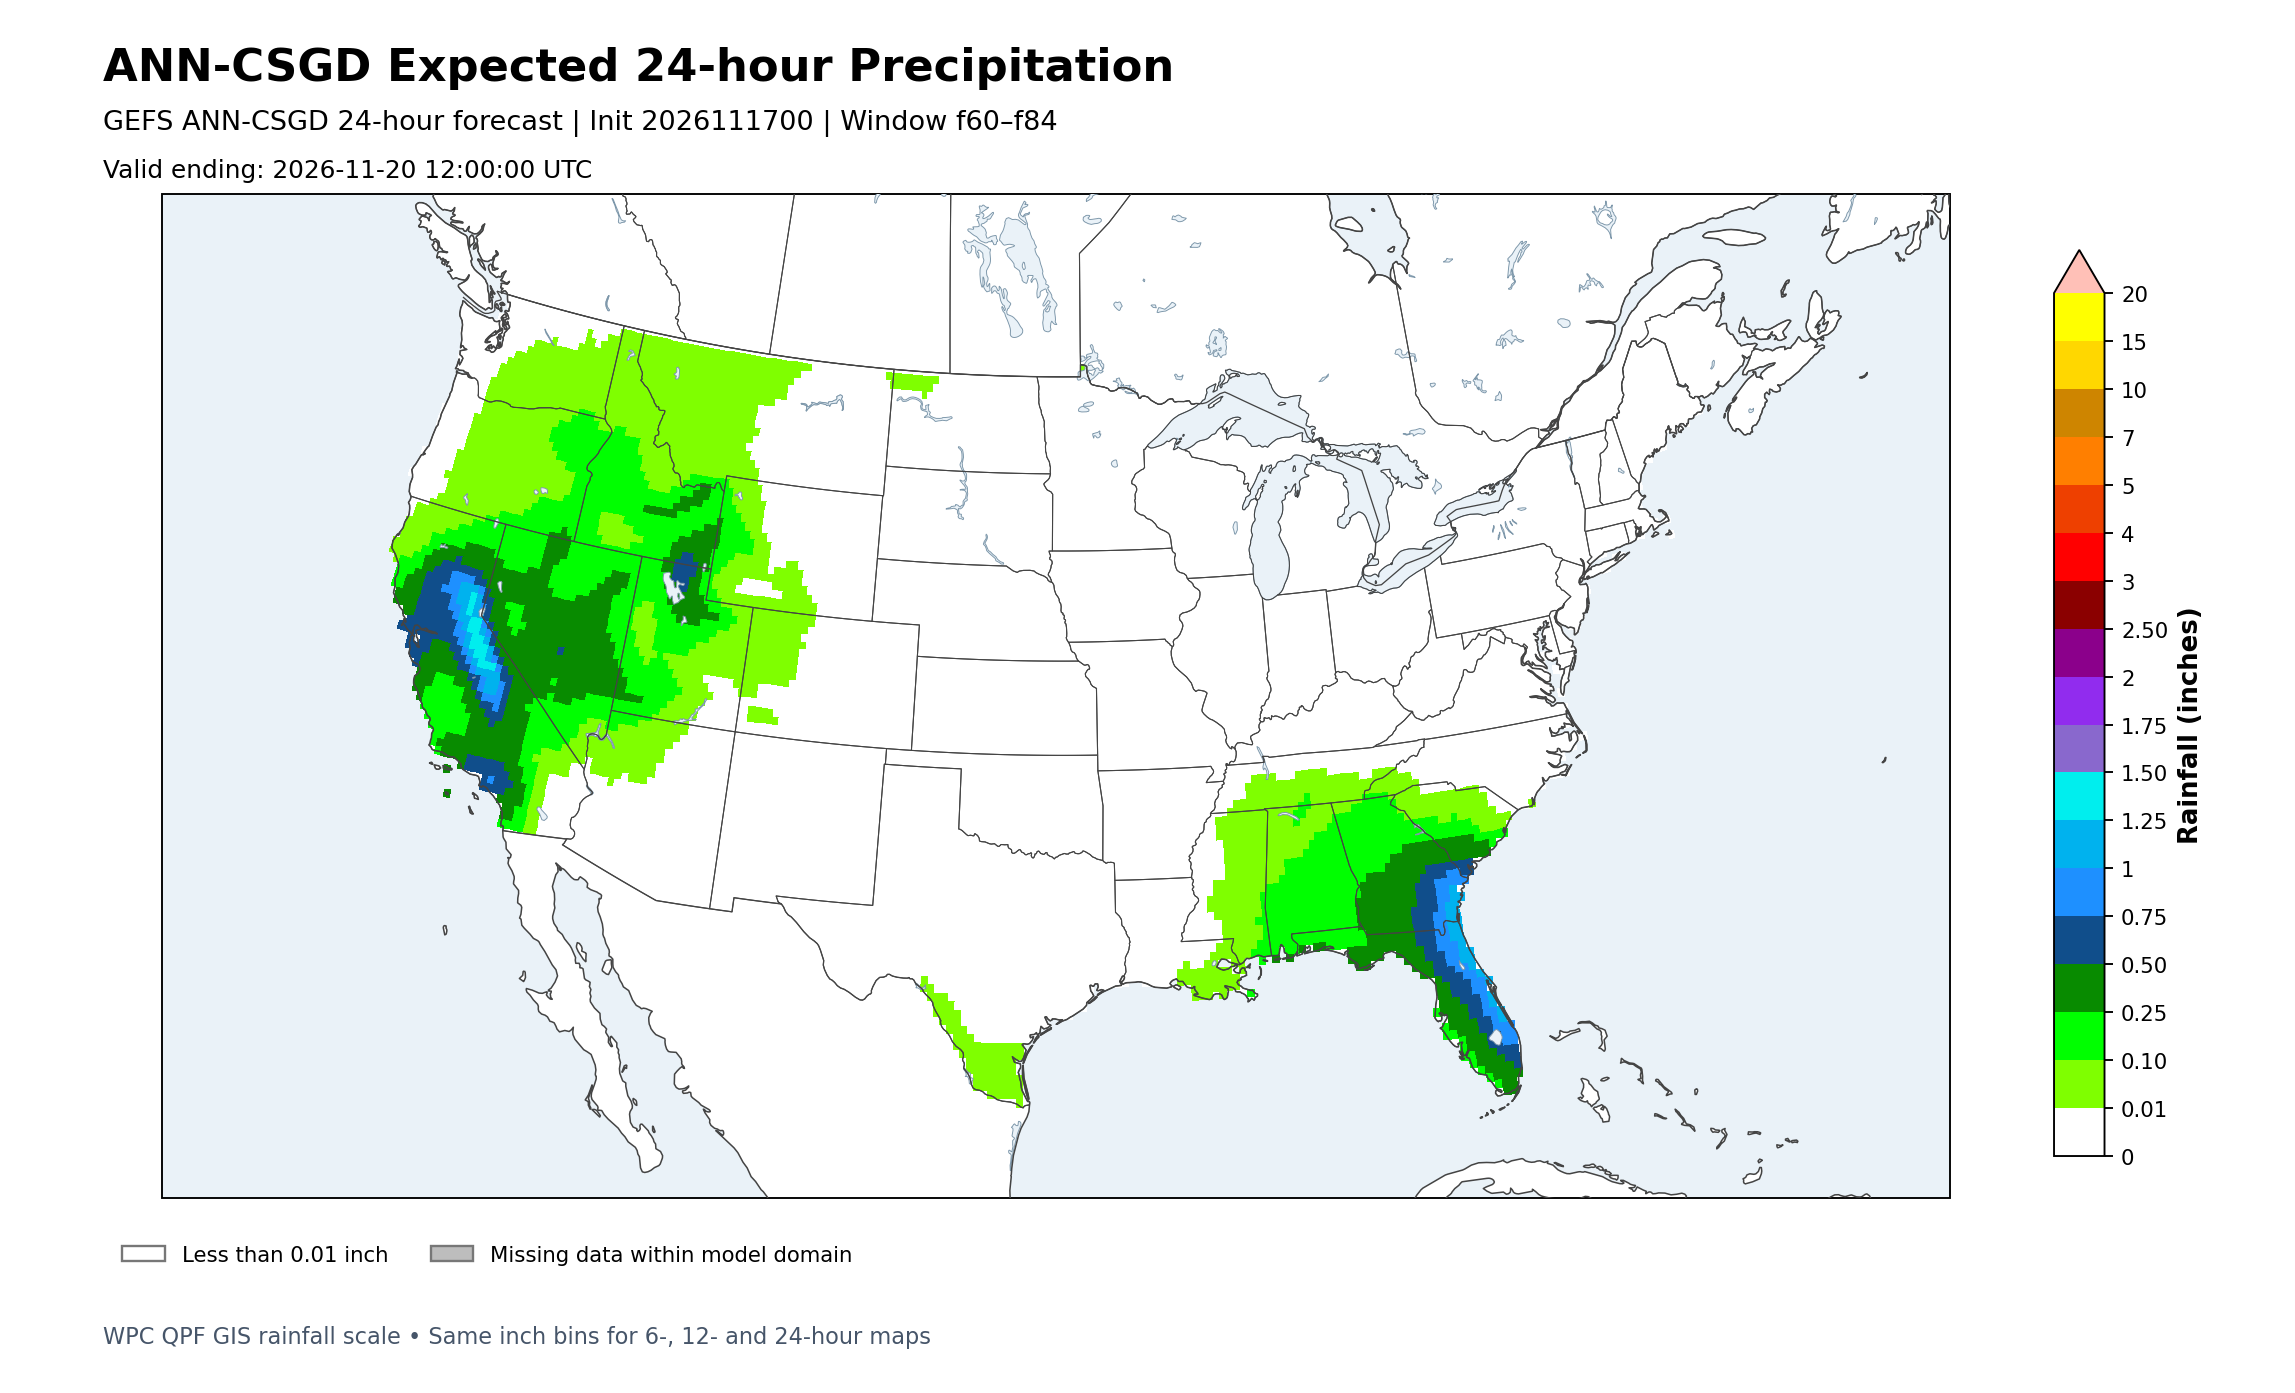 ANN-CSGD Expected 24-hour Precipitation
GEFS ANN-CSGD 24-hour forecast | Init 2026111700 | Window f60–f84
Valid ending: 2026-11-20 12:00:00 UTC
20
15
10
7
5
4
3
2.50
2
1.75
1.50
1.25
1
0.75
0.50
0.25
0.10
0.01
0
Rainfall (inches)
Less than 0.01 inch
Missing data within model domain
WPC QPF GIS rainfall scale • Same inch bins for 6-, 12- and 24-hour maps